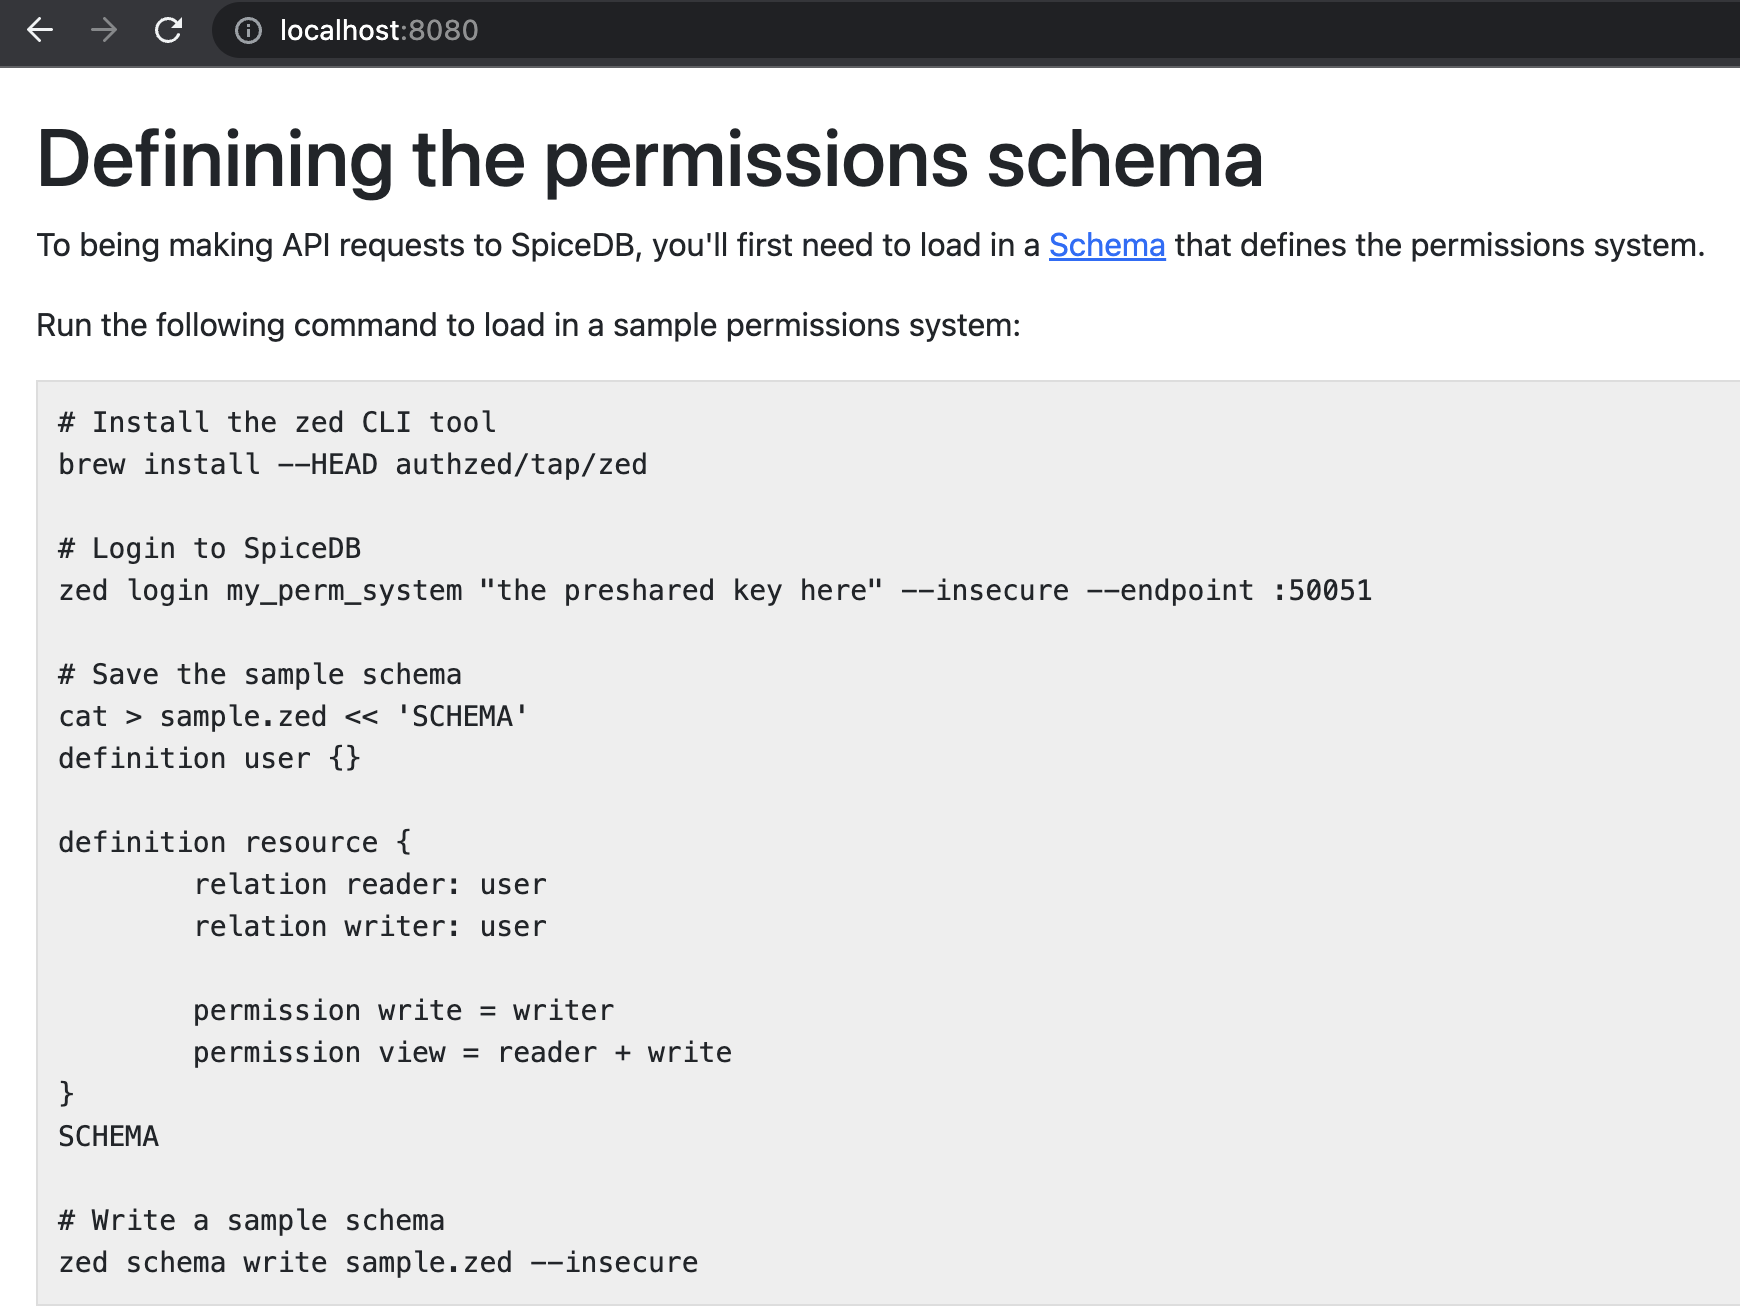 localhost:8080
Definining the permissions schema
To being making API requests to SpiceDB, you'll first need to load in a Schema that defines the permissions system.
Run the following command to load in a sample permissions system:
# Install the zed CLI tool
brew install --HEAD authzed/tap/zed
# Login to SpiceDB
zed login my_perm_system "the preshared key here" --insecure --endpoint :50051
# Save the sample schema
cat > sample.zed << 'SCHEMA'
definition user {}
definition resource {
        relation reader: user
        relation writer: user
        permission write = writer
        permission view = reader + write
}
SCHEMA
# Write a sample schema
zed schema write sample.zed --insecure